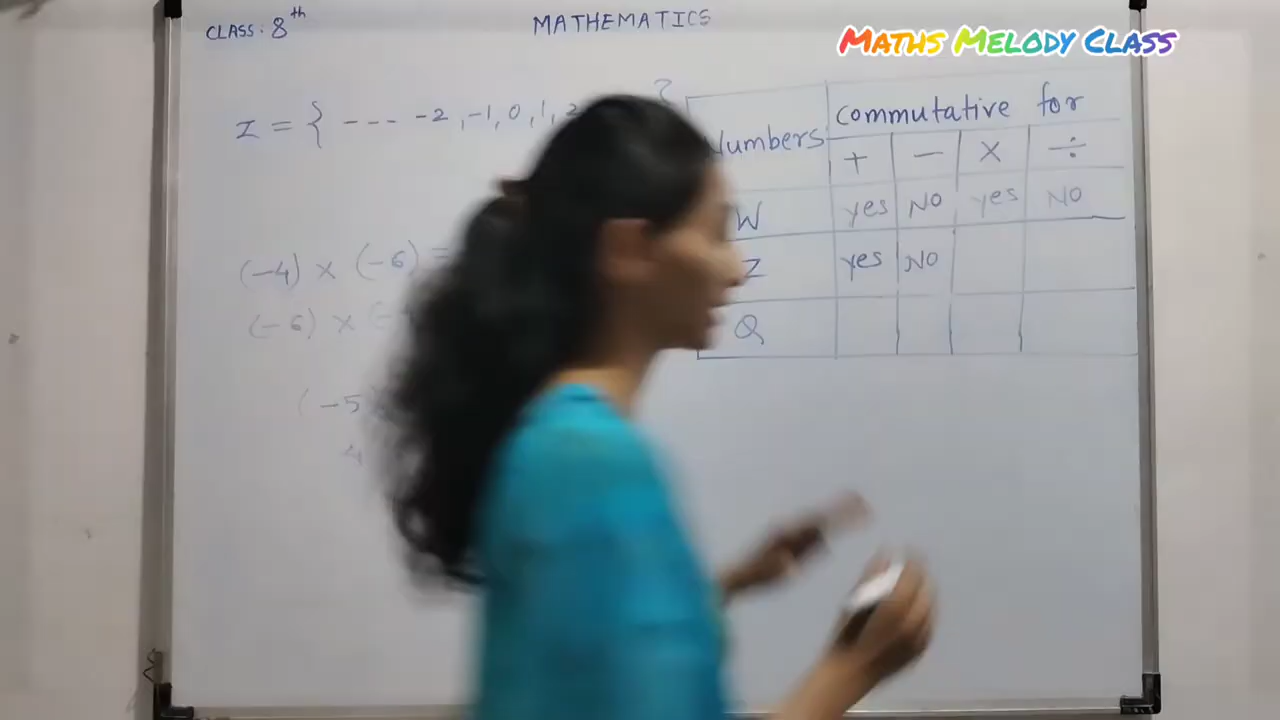 CLASS: 8th
MATHEMATICS
MATHS MELODY CLASS
Z = { --- -2, -1, 0, 1, 2 }
(-4) × (-6) =
(-6) × (-
(-5)
4
Numbers commutative for
+ − × ÷
W yes NO yes NO
Z yes NO
Q